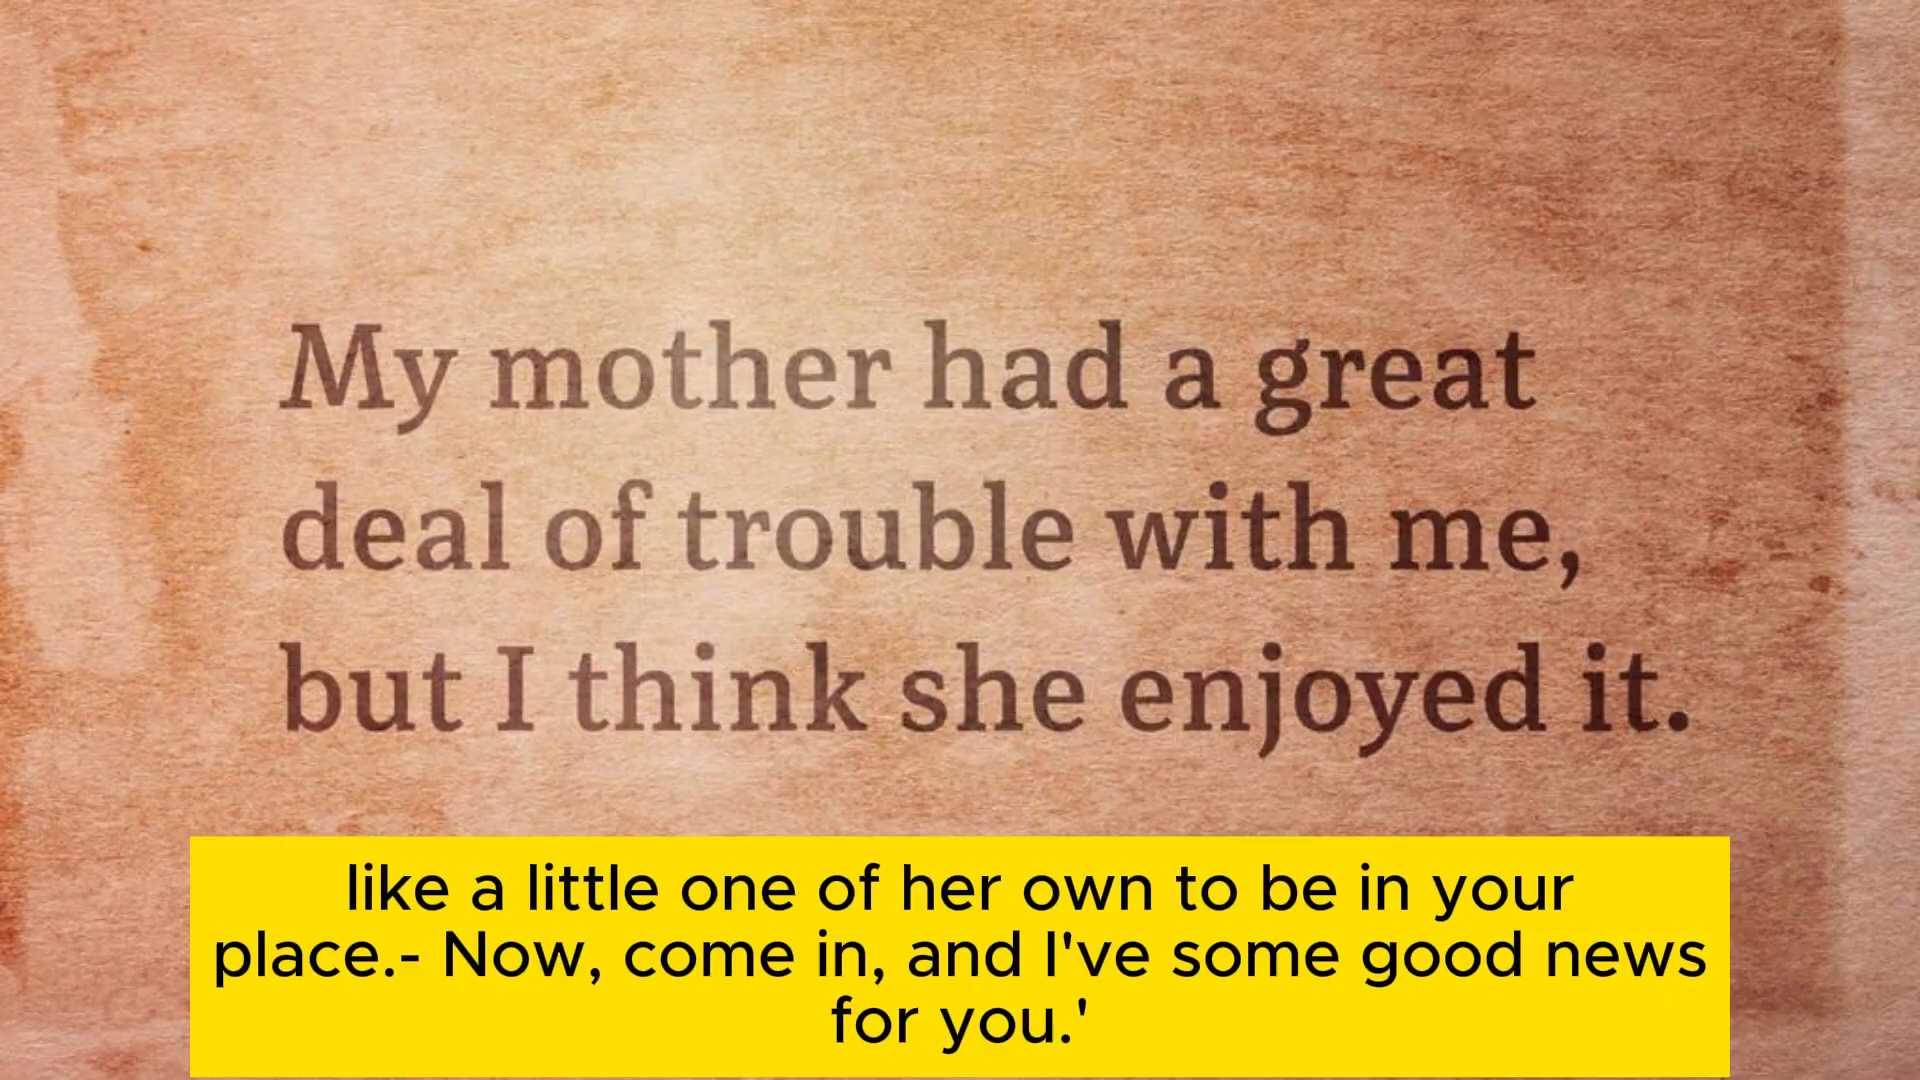 My mother had a great
deal of trouble with me,
but I think she enjoyed it.
like a little one of her own to be in your
place.- Now, come in, and I've some good news
for you.'